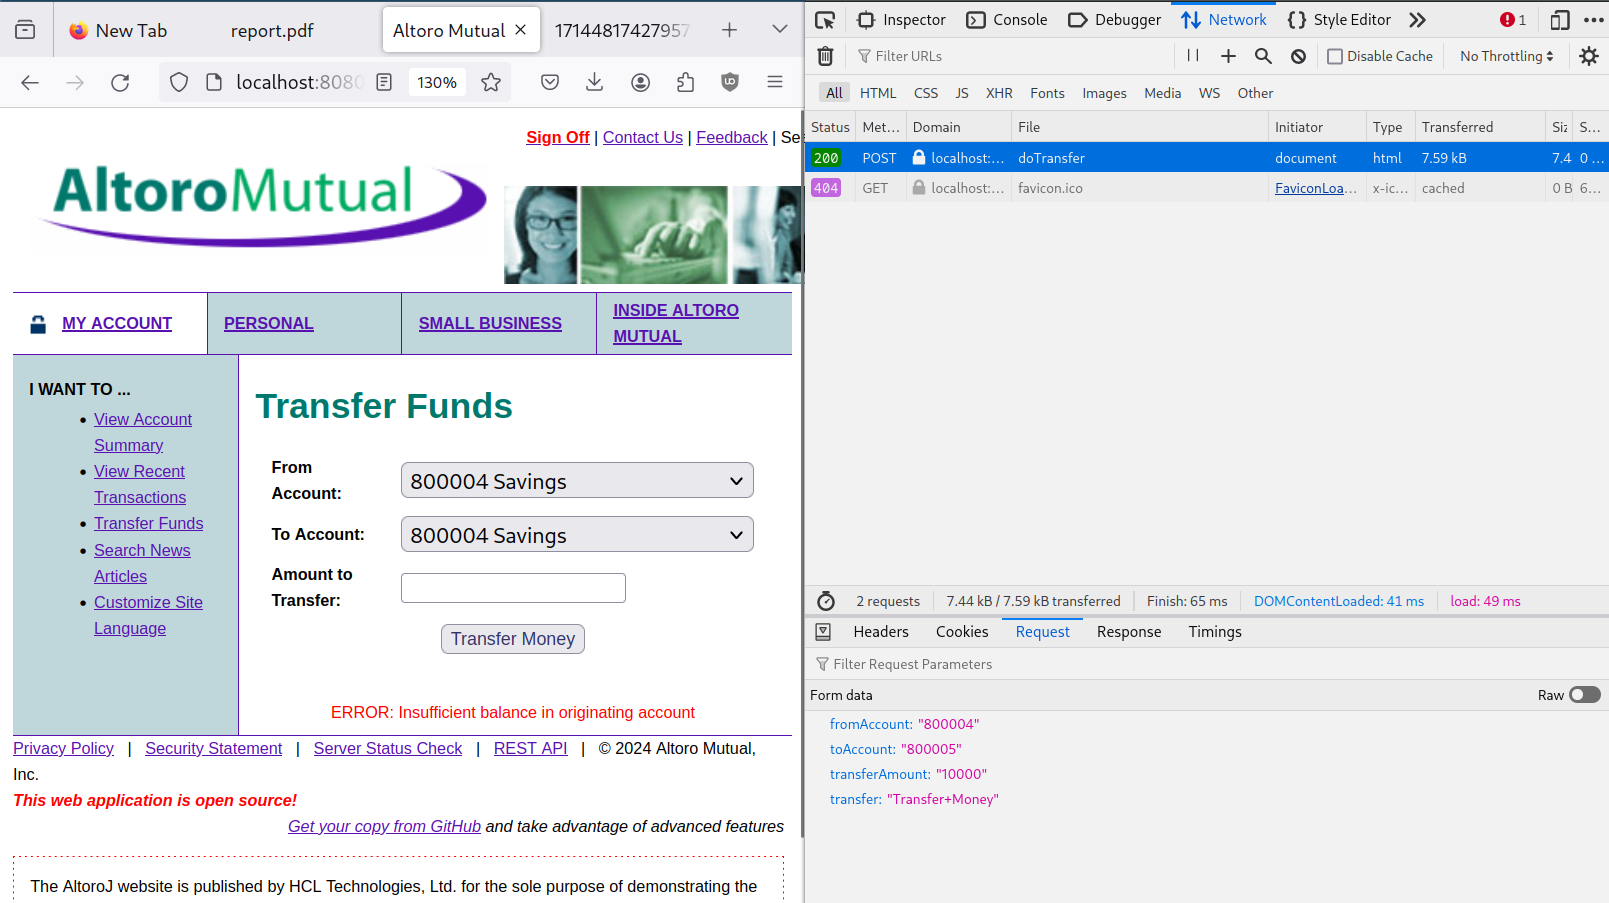 New Tab
report.pdf
Altoro Mutual
17144817427957
localhost:8080
130%
Sign Off | Contact Us | Feedback | Se
AltoroMutual
MY ACCOUNT
PERSONAL
SMALL BUSINESS
INSIDE ALTORO
MUTUAL
I WANT TO ...
View Account
Summary
View Recent
Transactions
Transfer Funds
Search News
Articles
Customize Site
Language
Transfer Funds
From
Account:
800004 Savings
To Account:
800004 Savings
Amount to
Transfer:
Transfer Money
ERROR: Insufficient balance in originating account
Privacy Policy | Security Statement | Server Status Check | REST API | © 2024 Altoro Mutual,
Inc.
This web application is open source!
Get your copy from GitHub and take advantage of advanced features
The AltoroJ website is published by HCL Technologies, Ltd. for the sole purpose of demonstrating the
Inspector Console Debugger Network Style Editor 1
Filter URLs Disable Cache No Throttling
All HTML CSS JS XHR Fonts Images Media WS Other
Status Met... Domain File Initiator Type Transferred Siz S...
200 POST localhost:... doTransfer document html 7.59 kB 7.4 0 ...
404 GET localhost:... favicon.ico FaviconLoa... x-ic... cached 0 B 6...
2 requests 7.44 kB / 7.59 kB transferred Finish: 65 ms DOMContentLoaded: 41 ms load: 49 ms
Headers Cookies Request Response Timings
Filter Request Parameters
Form data Raw
fromAccount: "800004"
toAccount: "800005"
transferAmount: "10000"
transfer: "Transfer+Money"